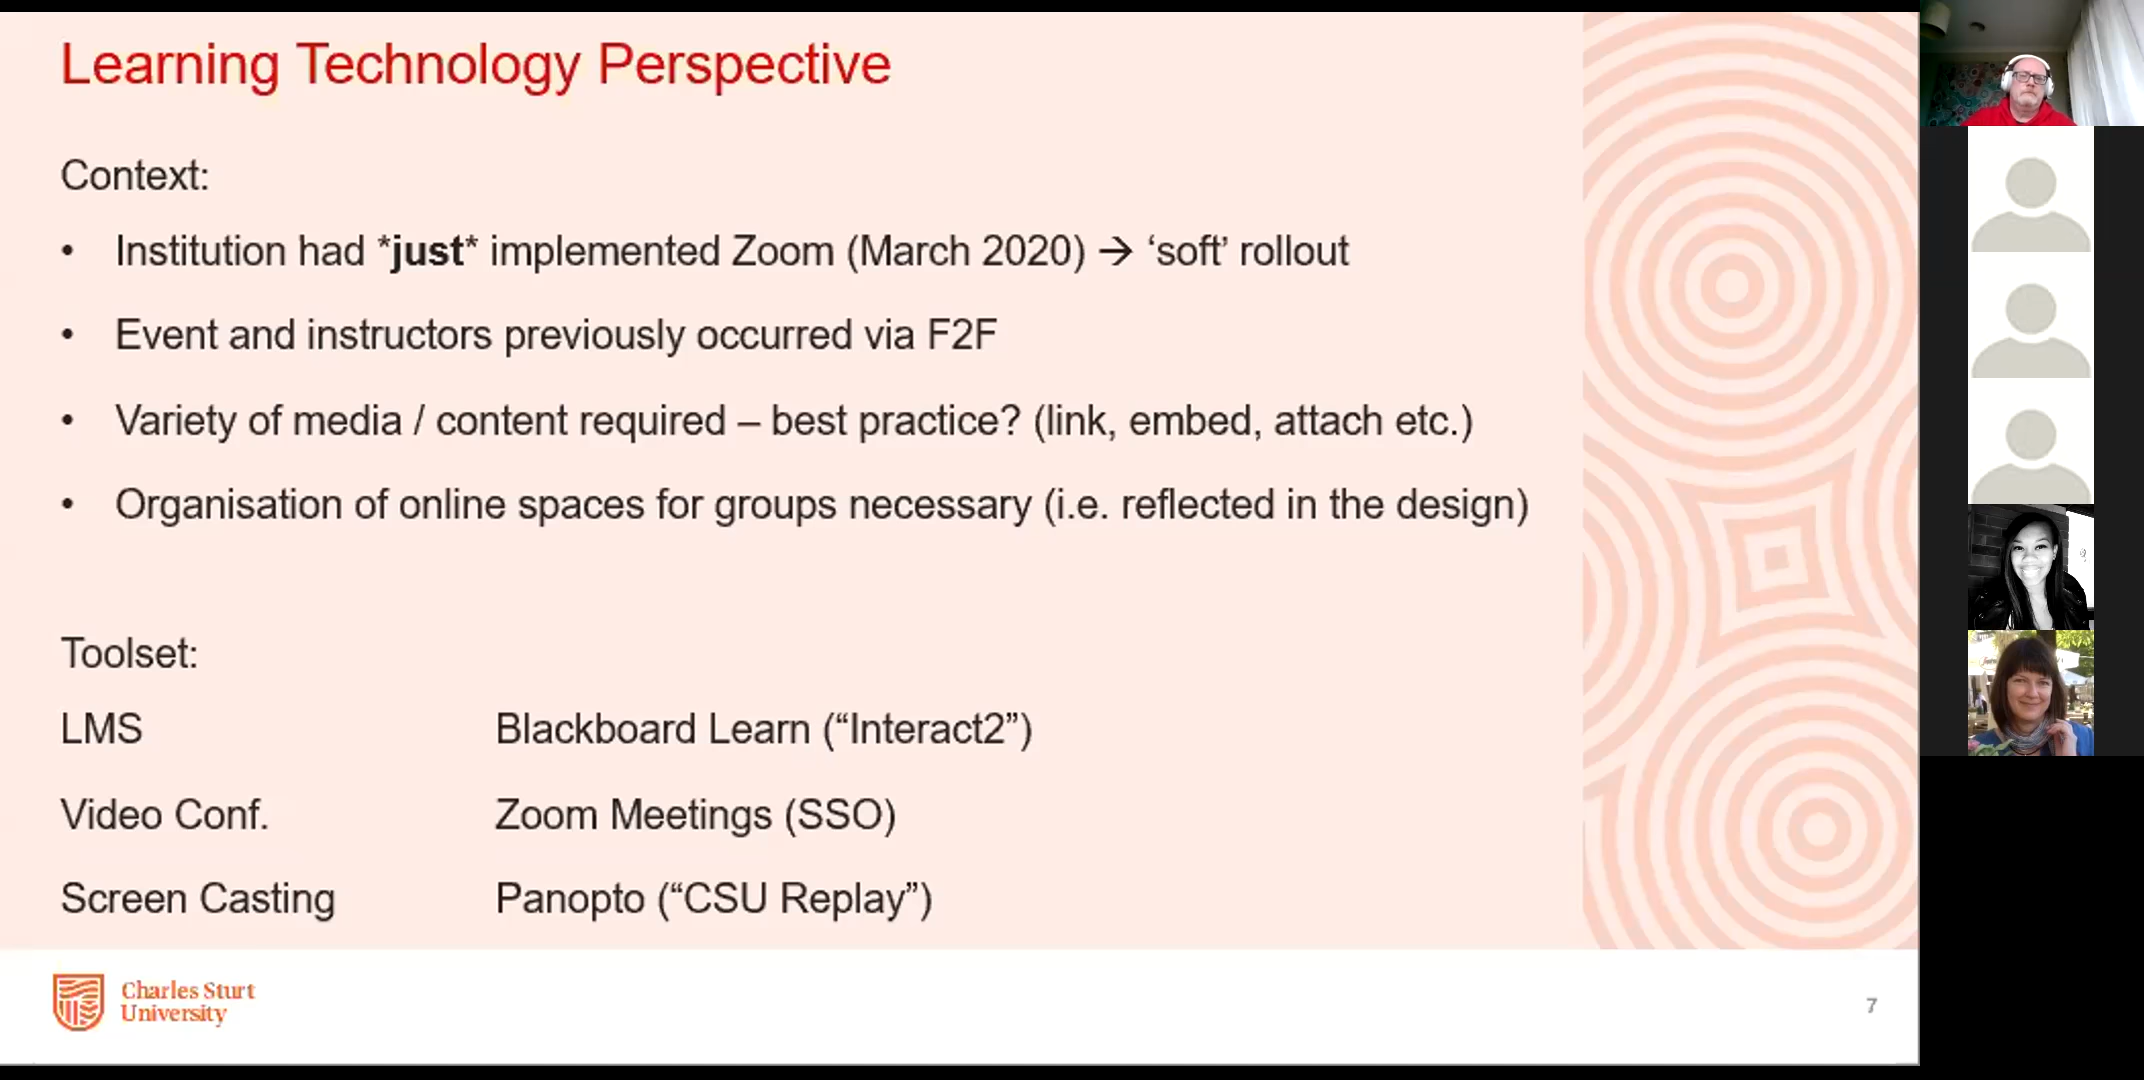 Learning Technology Perspective
Context:
• Institution had *just* implemented Zoom (March 2020) → ‘soft’ rollout
• Event and instructors previously occurred via F2F
• Variety of media / content required – best practice? (link, embed, attach etc.)
• Organisation of online spaces for groups necessary (i.e. reflected in the design)
Toolset:
LMS Blackboard Learn (“Interact2”)
Video Conf. Zoom Meetings (SSO)
Screen Casting Panopto (“CSU Replay”)
Charles Sturt
University
7